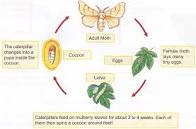 Adult Moth
The caterpillar
changes into a
pupa inside the
cocoon.
Cocoon
Eggs
Female moth
lays many
tiny eggs.
Larva
Caterpillars feed on mulberry leaves for about 3 to 4 weeks. Each of
them then spins a cocoon around itself.